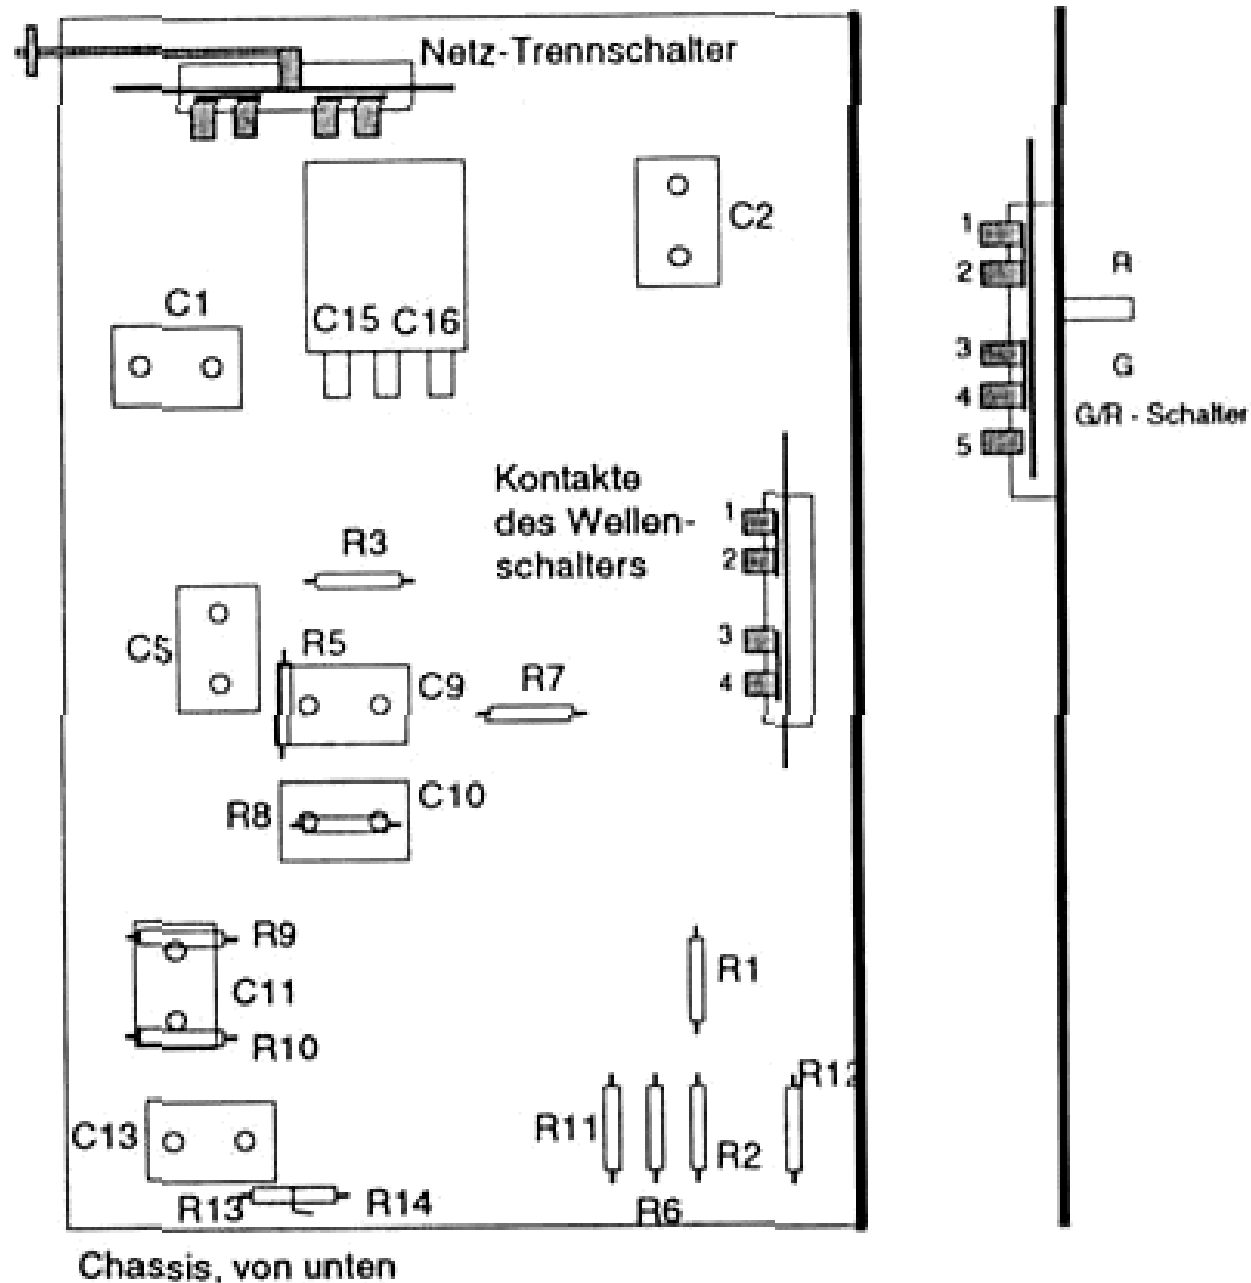 Netz-Trennschalter
C2
C1
C15 C16
1
2
3
4
5
R
G
G/R - Schalter
Kontakte
des Wellen-
schalters
1
2
3
4
R3
C5
R5
C9
R7
R8
C10
R9
C11
R10
R1
R12
C13
R11
R2
R13
R14
R6
Chassis, von unten